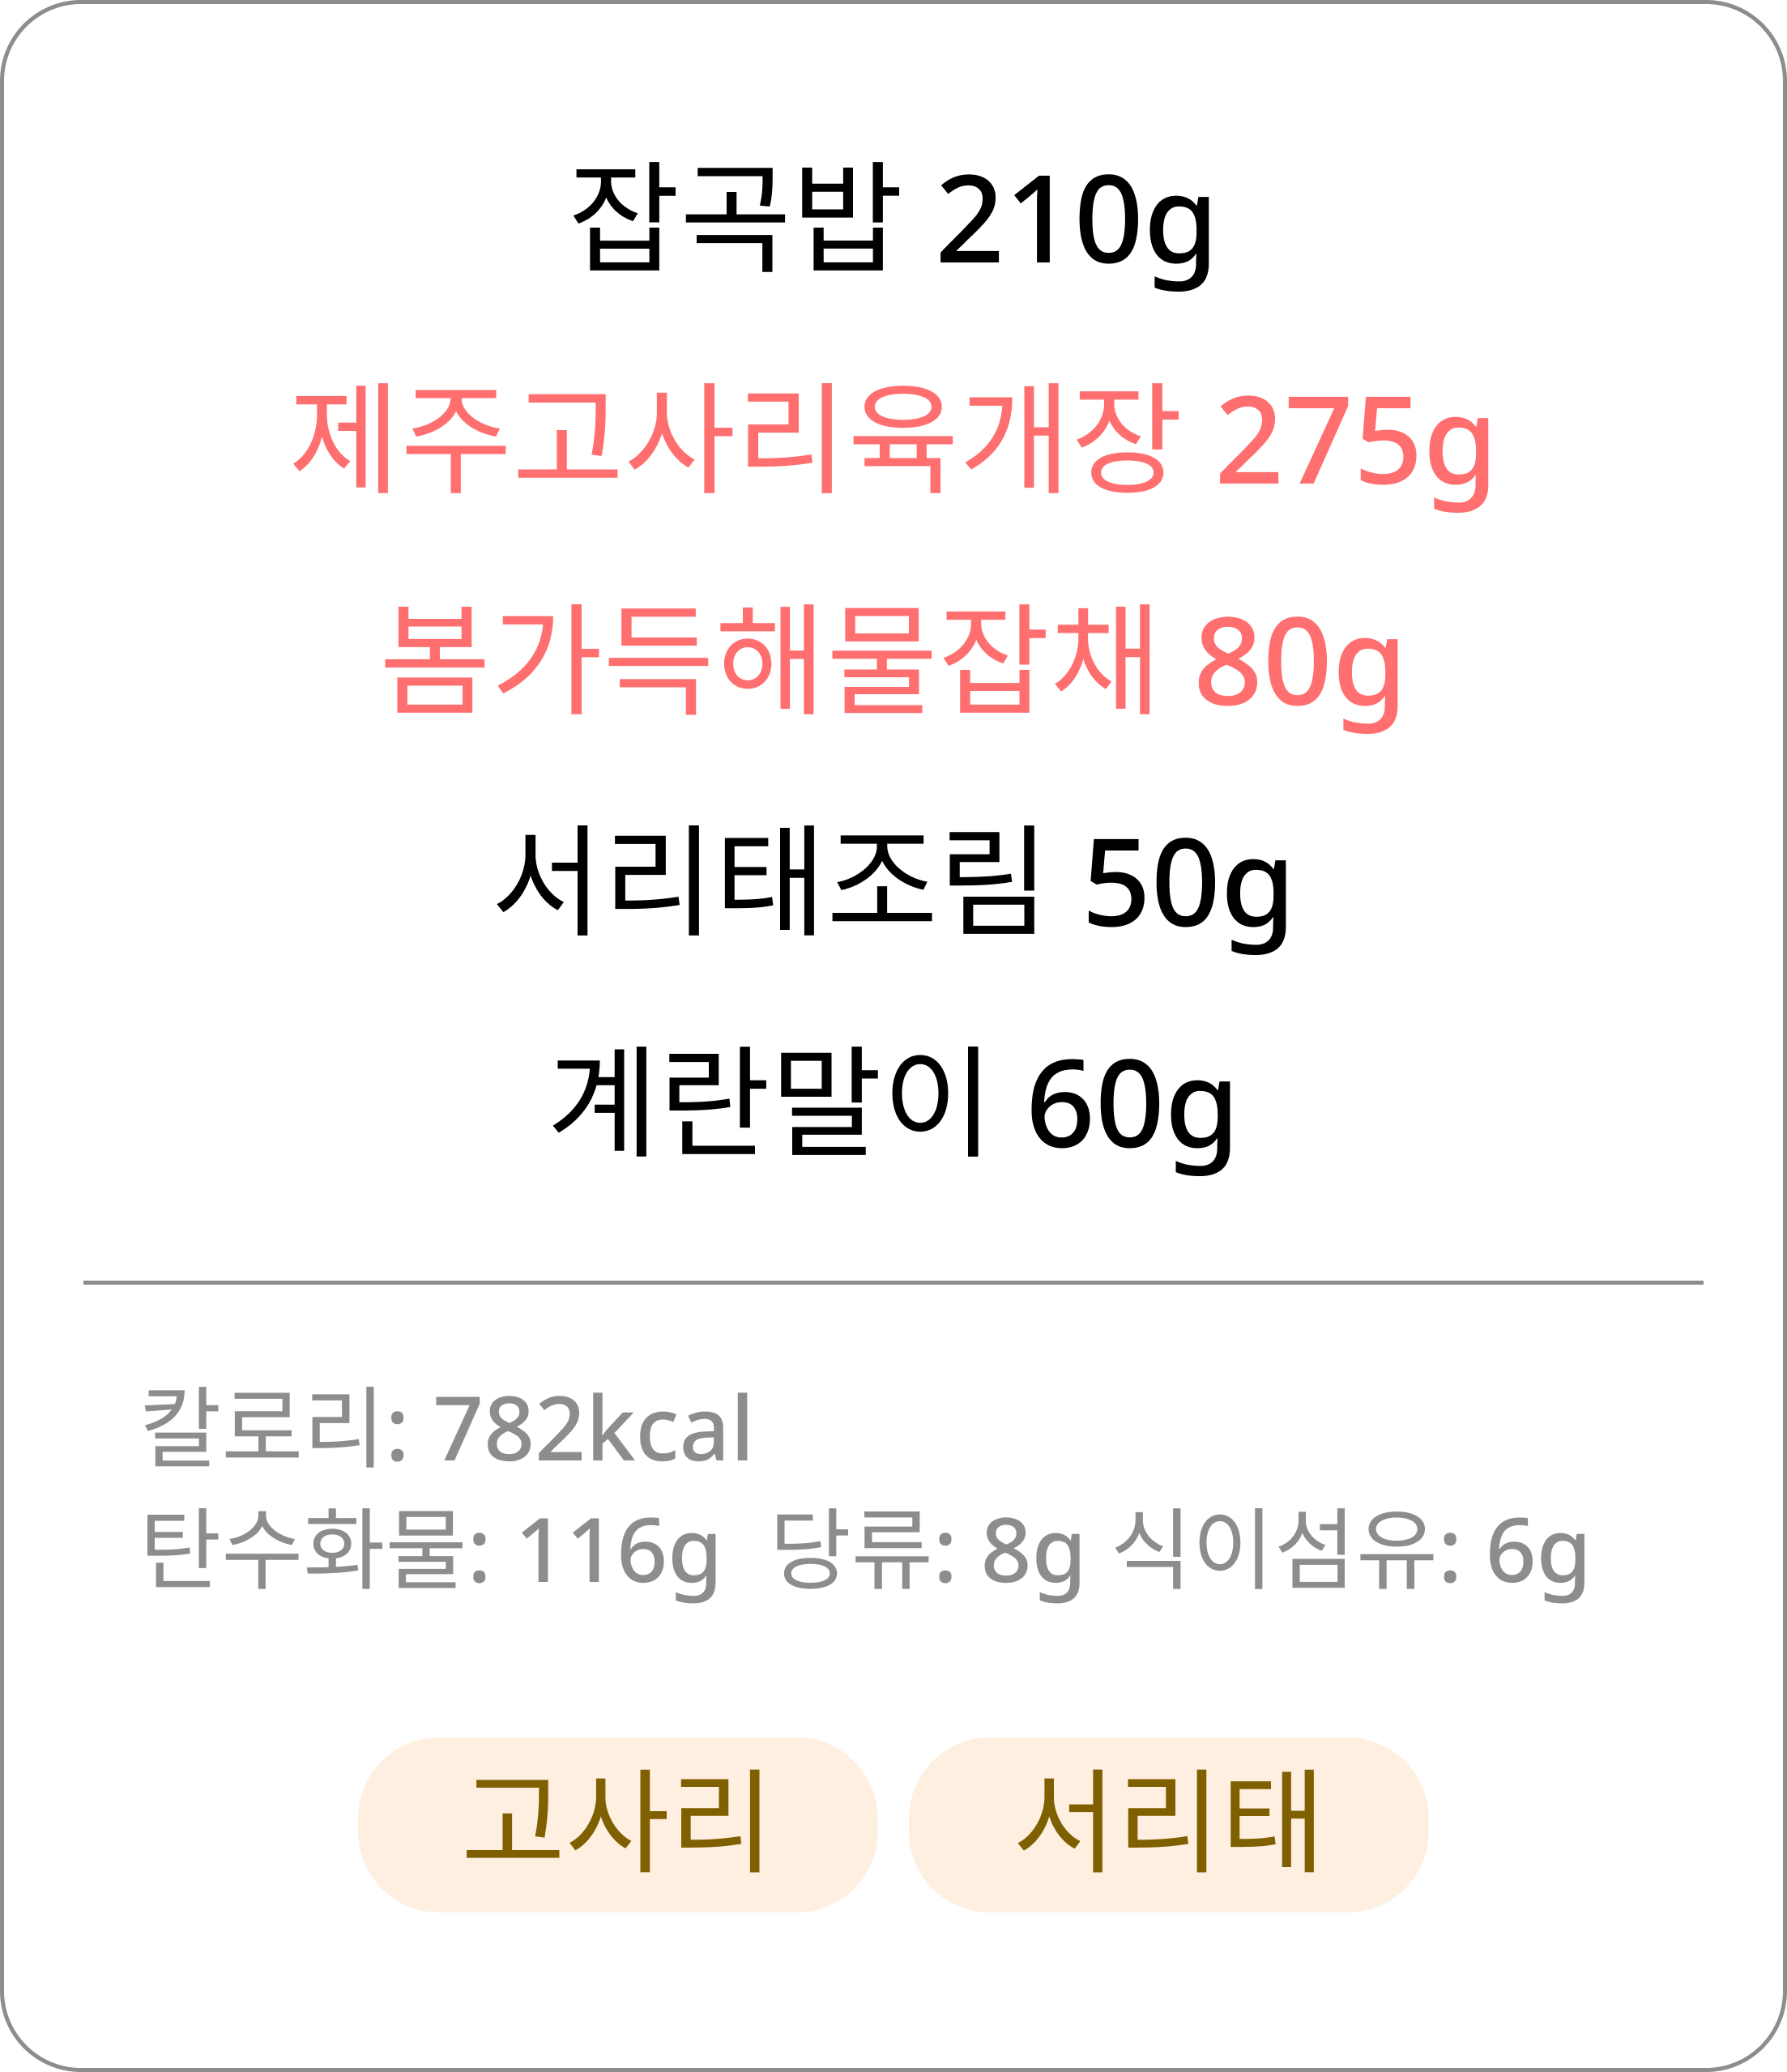 잡곡밥 210g
제주고사리육개장 275g
봄가득해물잡채 80g
서리태조림 50g
계란말이 60g
칼로리: 782kcal
탄수화물: 116g 당류: 8g 식이섬유: 6g
고사리 서리태